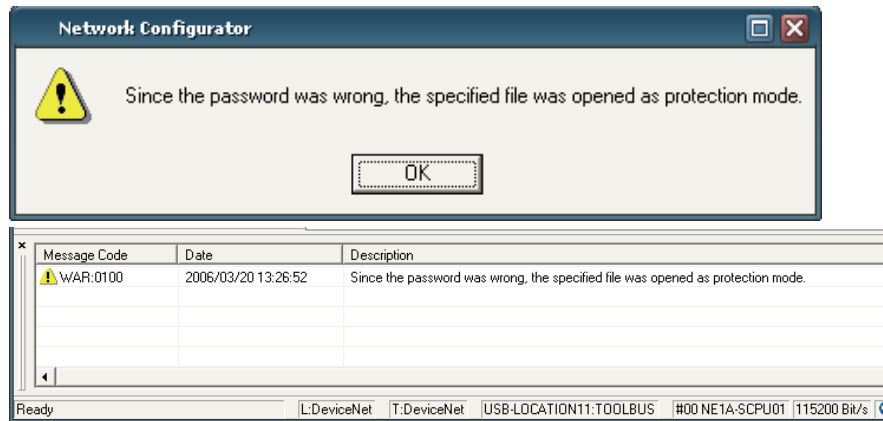 Network Configurator
Since the password was wrong, the specified file was opened as protection mode.
OK
Message Code Date Description
WAR:0100 2006/03/20 13:26:52 Since the password was wrong, the specified file was opened as protection mode.
Ready L:DeviceNet T:DeviceNet USB-LOCATION11:TOOLBUS #00 NE1A-SCPU01 115200 Bit/s